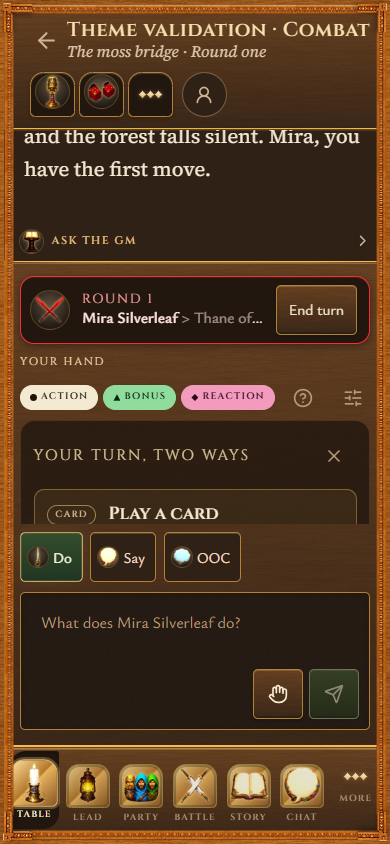 THEME VALIDATION · COMBAT
The moss bridge · Round one
and the forest falls silent. Mira, you
have the first move.
ASK THE GM
ROUND 1
Mira Silverleaf > Thane of...
End turn
YOUR HAND
ACTION
BONUS
REACTION
YOUR TURN, TWO WAYS
CARD
PLAY A CARD
Do
Say
OOC
What does Mira Silverleaf do?
TABLE
LEAD
PARTY
BATTLE
STORY
CHAT
MORE